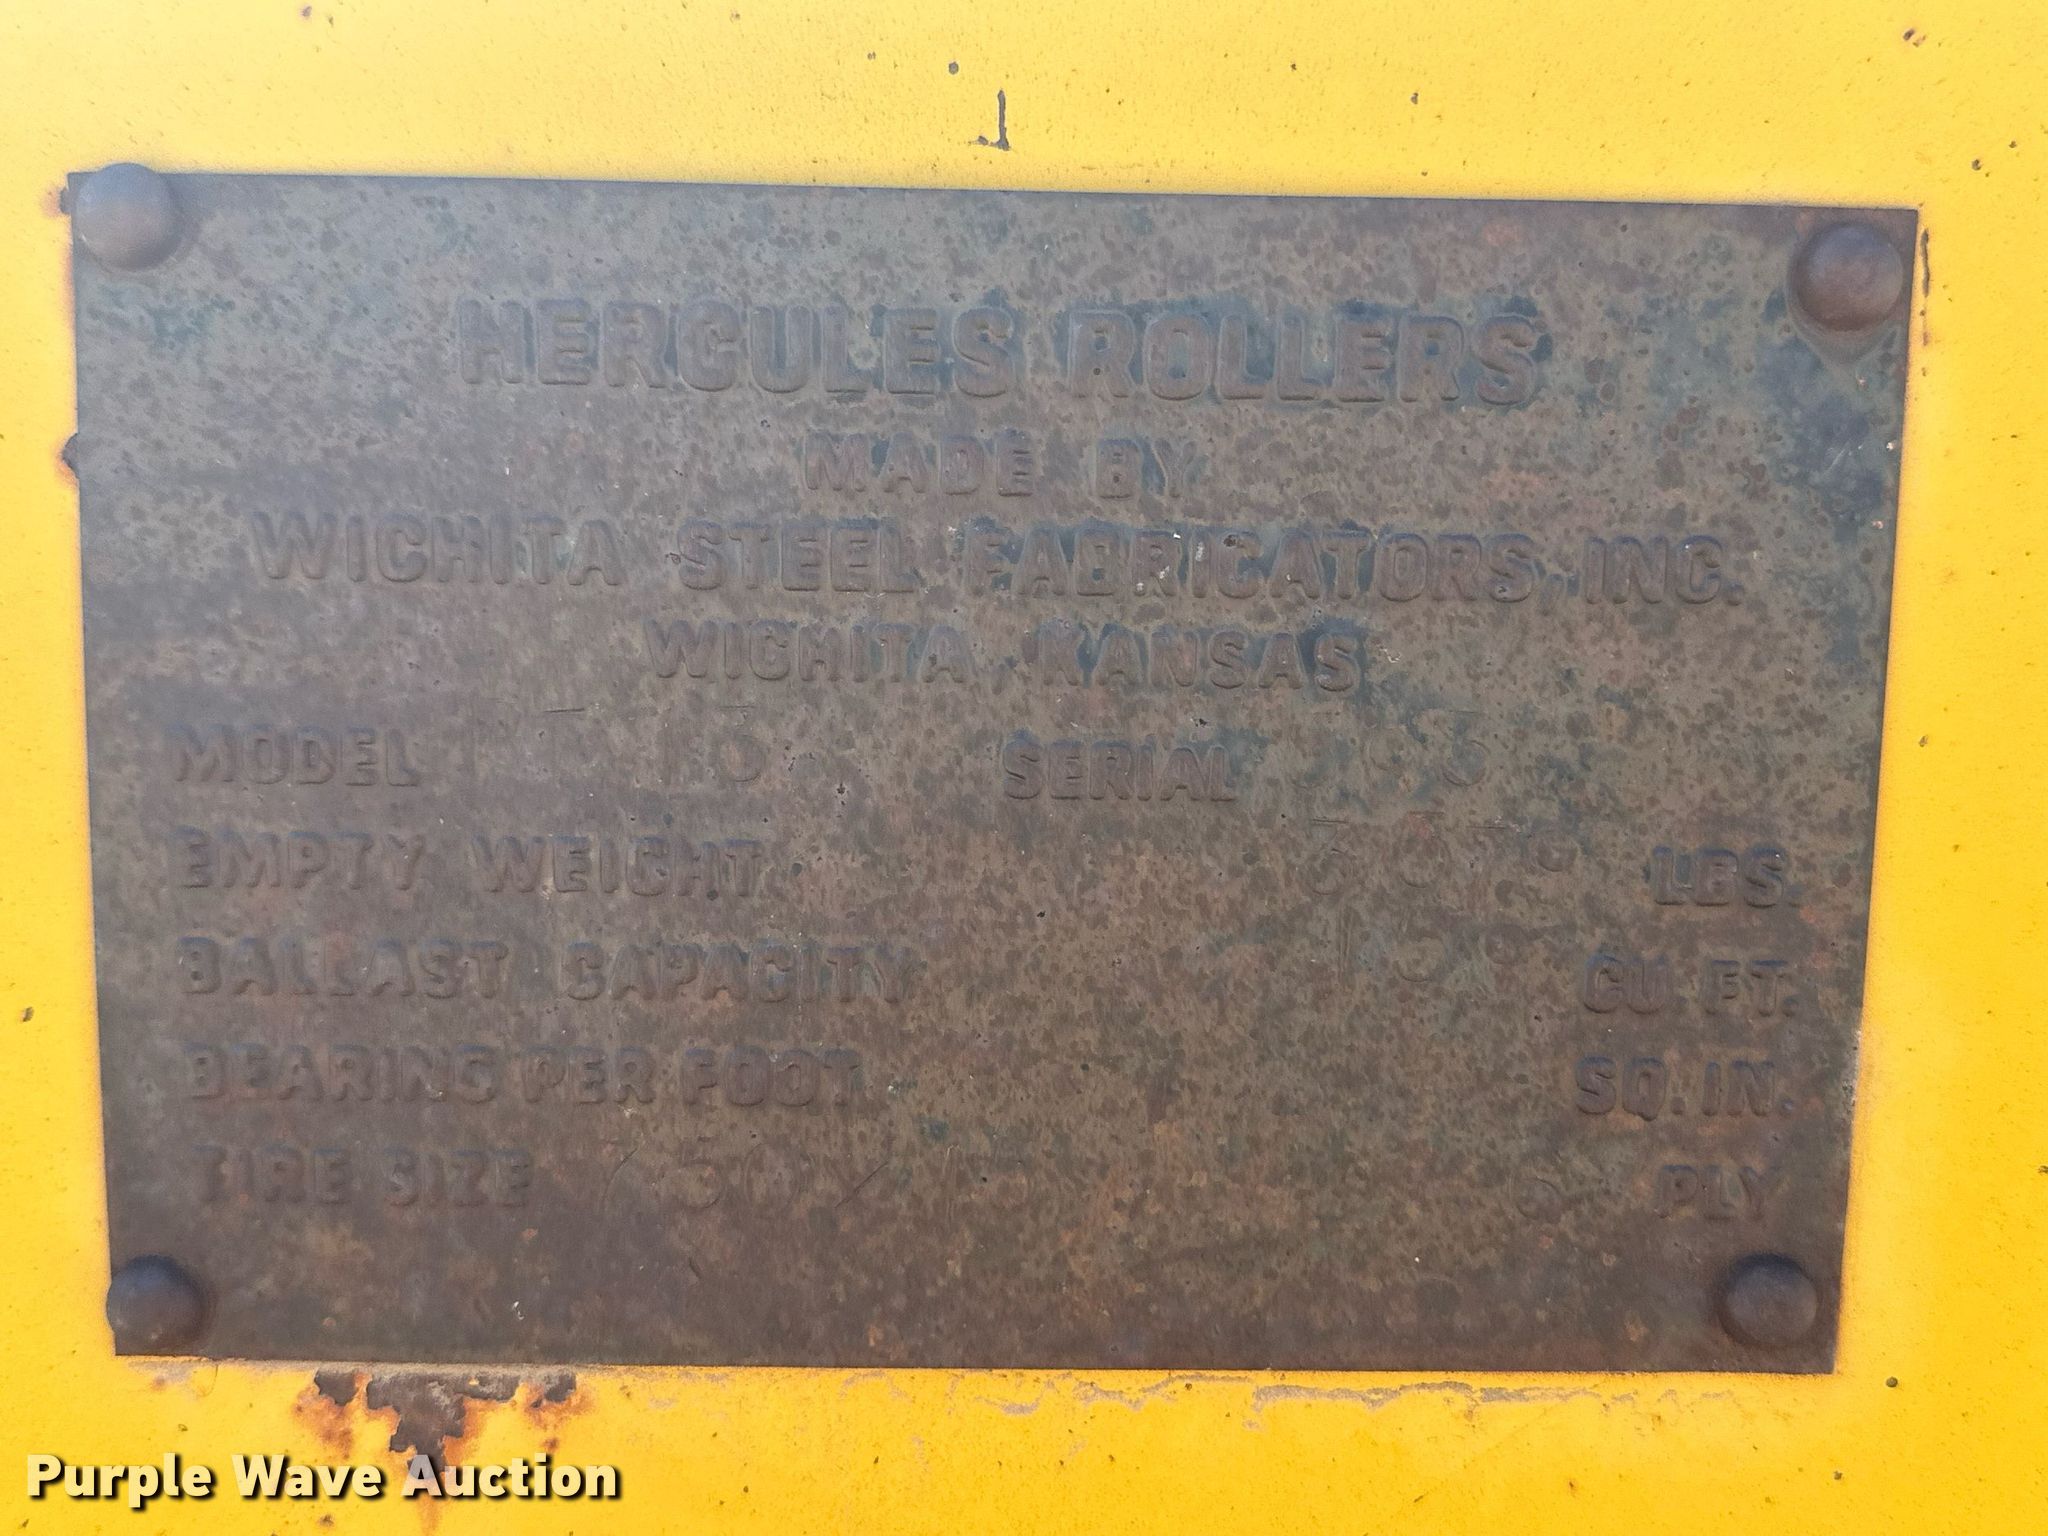 HERCULES ROLLERS
MADE BY
WICHITA STEEL FABRICATORS, INC.
WICHITA, KANSAS
MODEL SERIAL
EMPTY WEIGHT LBS.
BALLAST CAPACITY CU. FT.
BEARING PER FOOT SQ. IN.
TIRE SIZE PLY
Purple Wave Auction